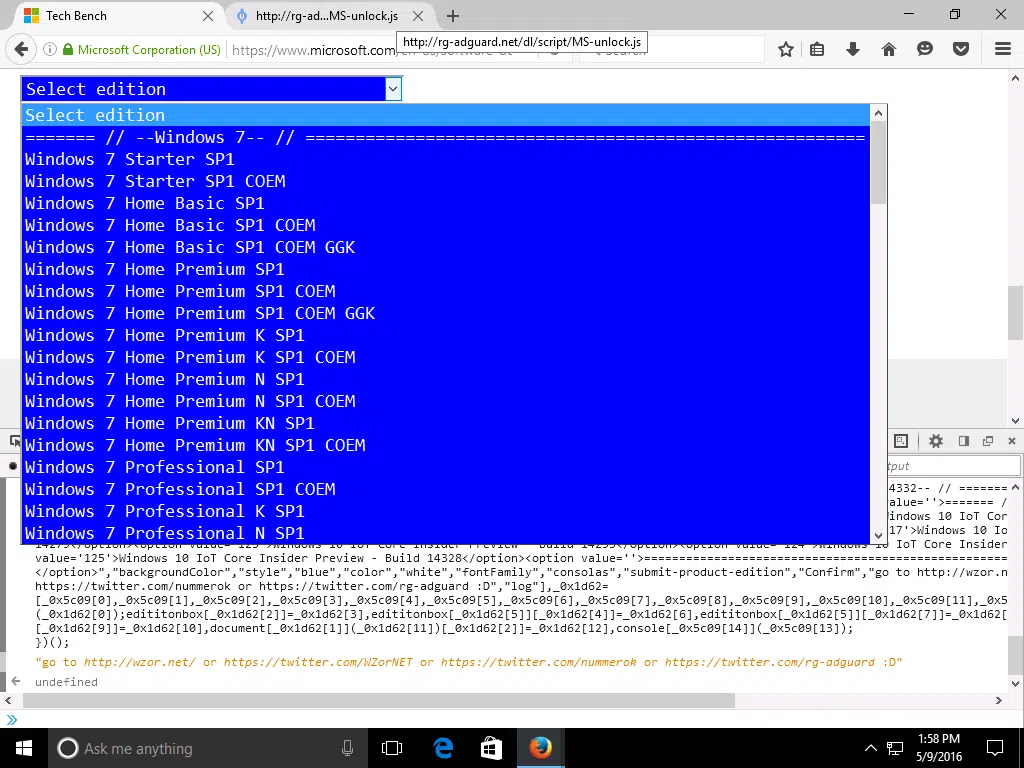 Tech Bench
http://rg-ad...MS-unlock.js
Microsoft Corporation (US)
https://www.microsoft.com
http://rg-adguard.net/dl/script/MS-unlock.js
Select edition
Select edition
======= // --Windows 7-- // ========================================================
Windows 7 Starter SP1
Windows 7 Starter SP1 COEM
Windows 7 Home Basic SP1
Windows 7 Home Basic SP1 COEM
Windows 7 Home Basic SP1 COEM GGK
Windows 7 Home Premium SP1
Windows 7 Home Premium SP1 COEM
Windows 7 Home Premium SP1 COEM GGK
Windows 7 Home Premium K SP1
Windows 7 Home Premium K SP1 COEM
Windows 7 Home Premium N SP1
Windows 7 Home Premium N SP1 COEM
Windows 7 Home Premium KN SP1
Windows 7 Home Premium KN SP1 COEM
Windows 7 Professional SP1
Windows 7 Professional SP1 COEM
Windows 7 Professional K SP1
Windows 7 Professional N SP1
4332-- // =======
value=''>======= /
Windows 10 IoT Cor
17'>Windows 10 Io
IoT Core Insider
value='125'>Windows 10 IoT Core Insider Preview - Build 14328</option><option value=''>
</option>","backgroundColor","style","blue","color","white","fontFamily","consolas","submit-product-edition","Confirm","go to http://wzor.n
https://twitter.com/nummerok or https://twitter.com/rg-adguard :D","log"],_0x1d62=
[_0x5c09[0],_0x5c09[1],_0x5c09[2],_0x5c09[3],_0x5c09[4],_0x5c09[5],_0x5c09[6],_0x5c09[7],_0x5c09[8],_0x5c09[9],_0x5c09[10],_0x5c09[11],_0x5
(_0x1d62[0]);edititonbox[_0x1d62[2]]=_0x1d62[3],edititonbox[_0x1d62[5]][_0x1d62[4]]=_0x1d62[6],edititonbox[_0x1d62[5]][_0x1d62[7]]=_0x1d62[
[_0x1d62[9]]=_0x1d62[10],document[_0x1d62[1]](_0x1d62[11])[_0x1d62[2]]=_0x1d62[12],console[_0x5c09[14]](_0x5c09[13]);
})();
"go to http://wzor.net/ or https://twitter.com/WZorNET or https://twitter.com/nummerok or https://twitter.com/rg-adguard :D"
undefined
Ask me anything
1:58 PM
5/9/2016